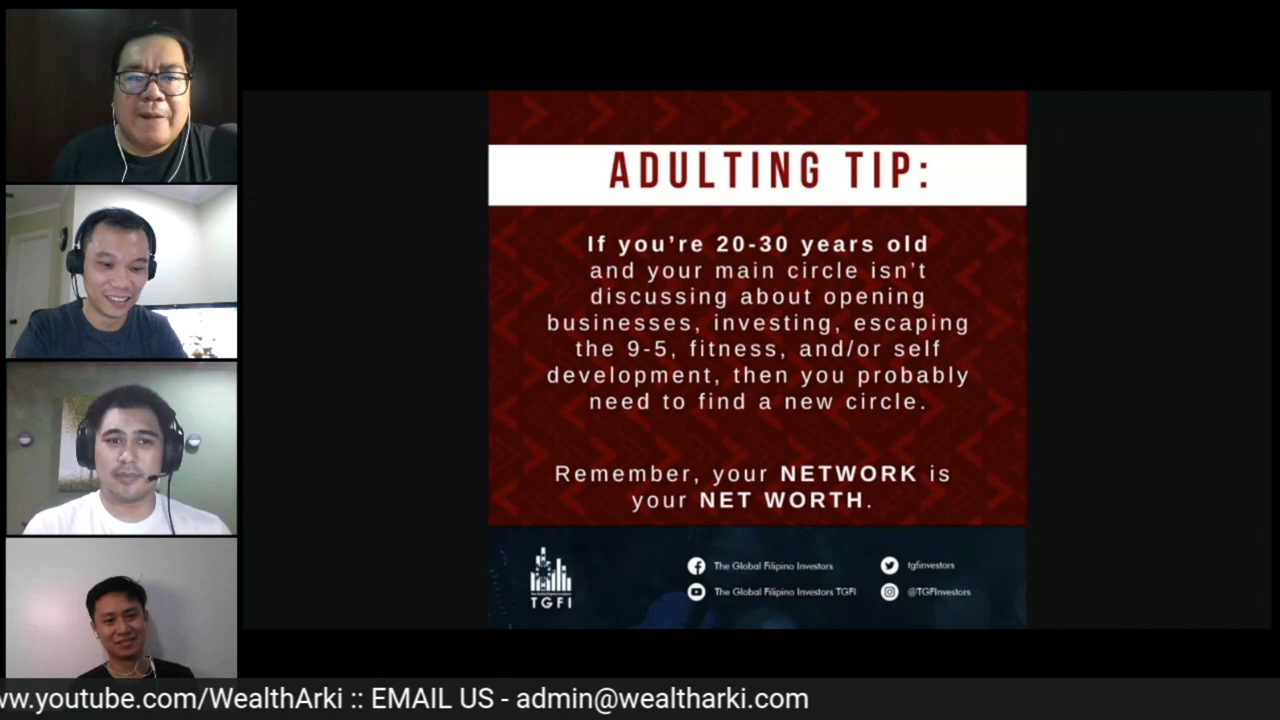 ADULTING TIP:
If you’re 20-30 years old
and your main circle isn’t
discussing about opening
businesses, investing, escaping
the 9-5, fitness, and/or self
development, then you probably
need to find a new circle.
Remember, your NETWORK is
your NET WORTH.
TGFI
The Global Filipino Investors
The Global Filipino Investors TGFI
tgfinvestors
@TGFInvestors
ww.youtube.com/WealthArki :: EMAIL US - admin@wealtharki.com